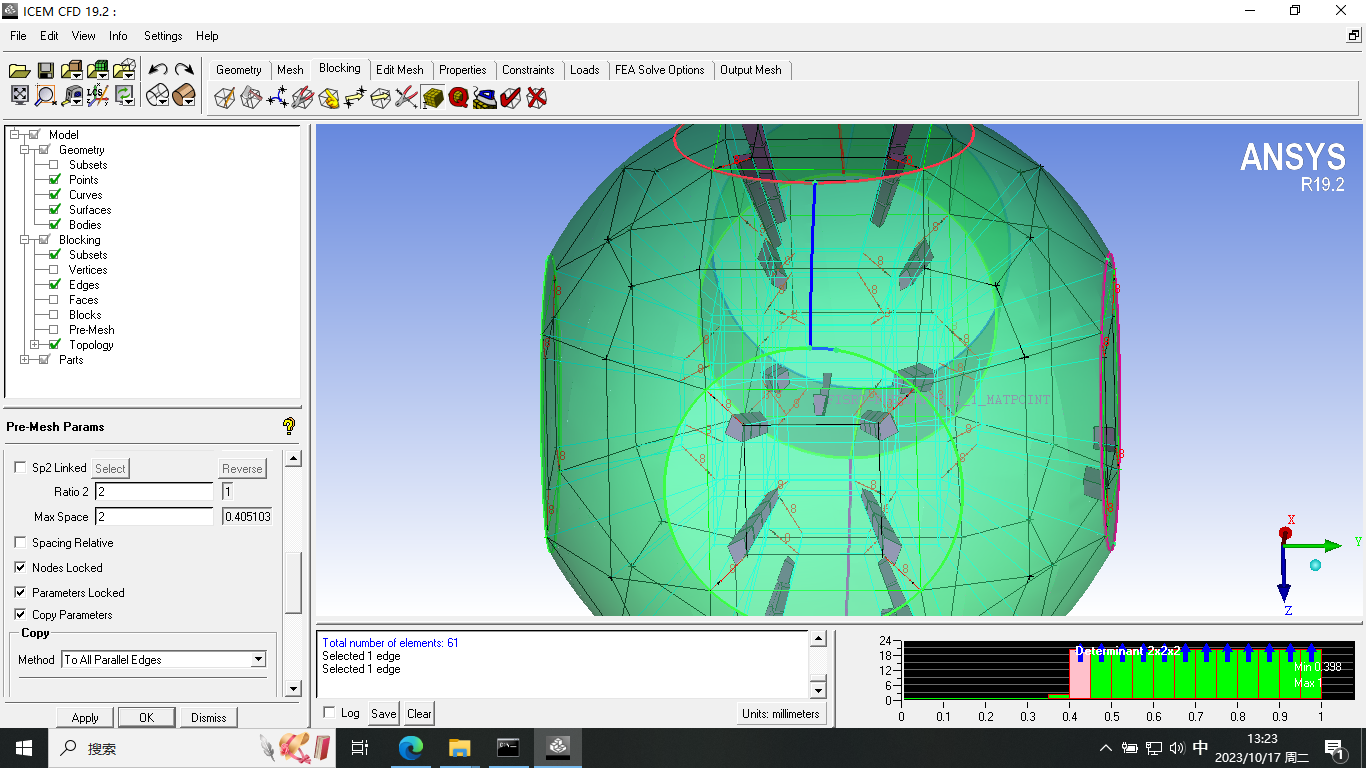 ICEM CFD 19.2 :
File Edit View Info Settings Help
Geometry Mesh Blocking Edit Mesh Properties Constraints Loads FEA Solve Options Output Mesh
Model
Geometry
Subsets
Points
Curves
Surfaces
Bodies
Blocking
Subsets
Vertices
Edges
Faces
Blocks
Pre-Mesh
Topology
Parts
ANSYS
R19.2
Pre-Mesh Params
Sp2 Linked Select Reverse
Ratio 2 2 1
Max Space 2 0.405103
Spacing Relative
Nodes Locked
Parameters Locked
Copy Parameters
Copy
Method To All Parallel Edges
Apply OK Dismiss
1_MATPOINT
X
Y
Z
Total number of elements: 61
Selected 1 edge
Selected 1 edge
Log Save Clear
Units: millimeters
Determinant 2x2x2
Min 0.398
Max 1
24
18
12
6
0
0 0.1 0.2 0.3 0.4 0.5 0.6 0.7 0.8 0.9 1
搜索
中
13:23
2023/10/17 周二
1